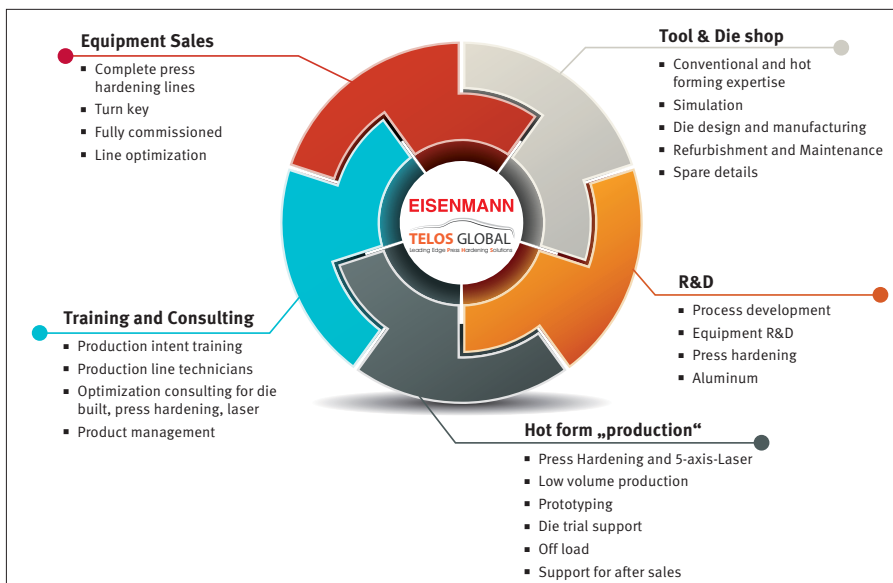 Equipment Sales
▪ Complete press
hardening lines
▪ Turn key
▪ Fully commissioned
▪ Line optimization
Tool & Die shop
▪ Conventional and hot
forming expertise
▪ Simulation
▪ Die design and manufacturing
▪ Refurbishment and Maintenance
▪ Spare details
EISENMANN
TELOS GLOBAL
Leading Edge Press Hardening Solutions
R&D
▪ Process development
▪ Equipment R&D
▪ Press hardening
▪ Aluminum
Training and Consulting
▪ Production intent training
▪ Production line technicians
▪ Optimization consulting for die
built, press hardening, laser
▪ Product management
Hot form „production“
▪ Press Hardening and 5-axis-Laser
▪ Low volume production
▪ Prototyping
▪ Die trial support
▪ Off load
▪ Support for after sales